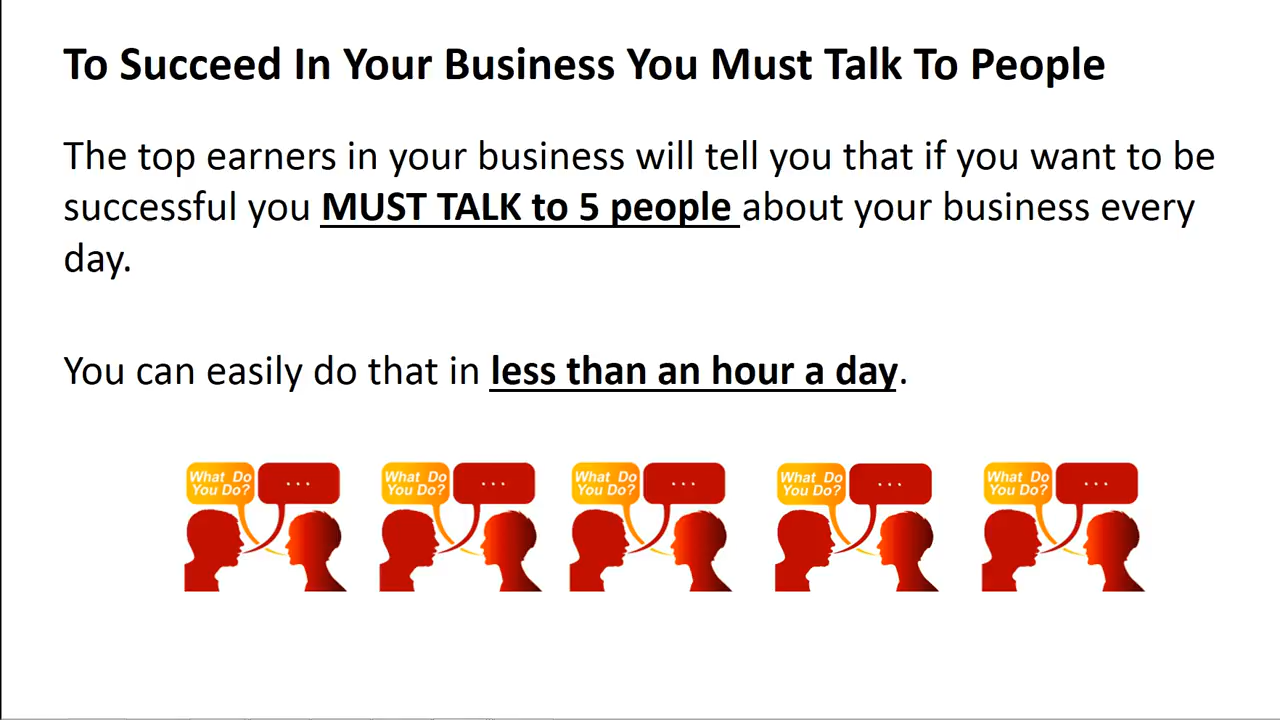 To Succeed In Your Business You Must Talk To People
The top earners in your business will tell you that if you want to be
successful you MUST TALK to 5 people about your business every
day.
You can easily do that in less than an hour a day.
What Do
You Do?
...
What Do
You Do?
...
What Do
You Do?
...
What Do
You Do?
...
What Do
You Do?
...